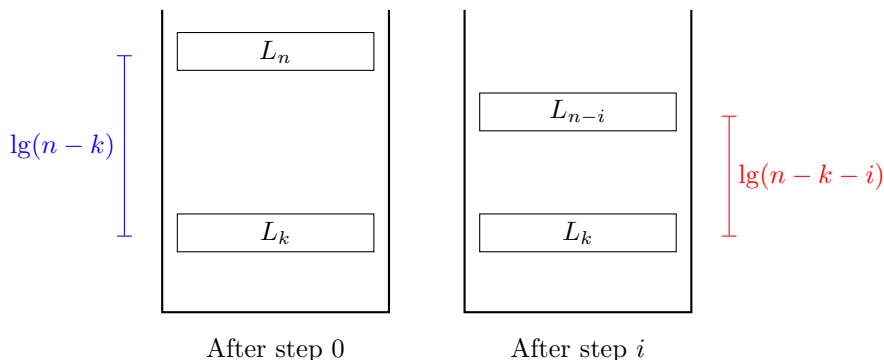 L_n
L_{n-i}
lg(n − k)
lg(n − k − i)
L_k
L_k
After step 0
After step i